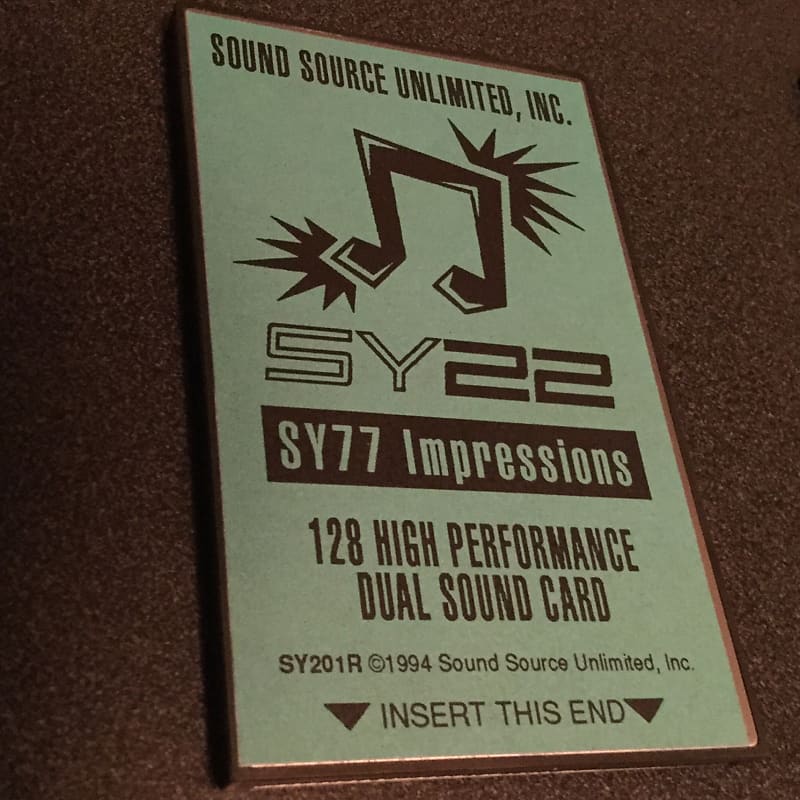 SOUND SOURCE UNLIMITED, INC.
SY22
SY77 Impressions
128 HIGH PERFORMANCE
DUAL SOUND CARD
SY201R ©1994 Sound Source Unlimited, Inc.
▼ INSERT THIS END ▼